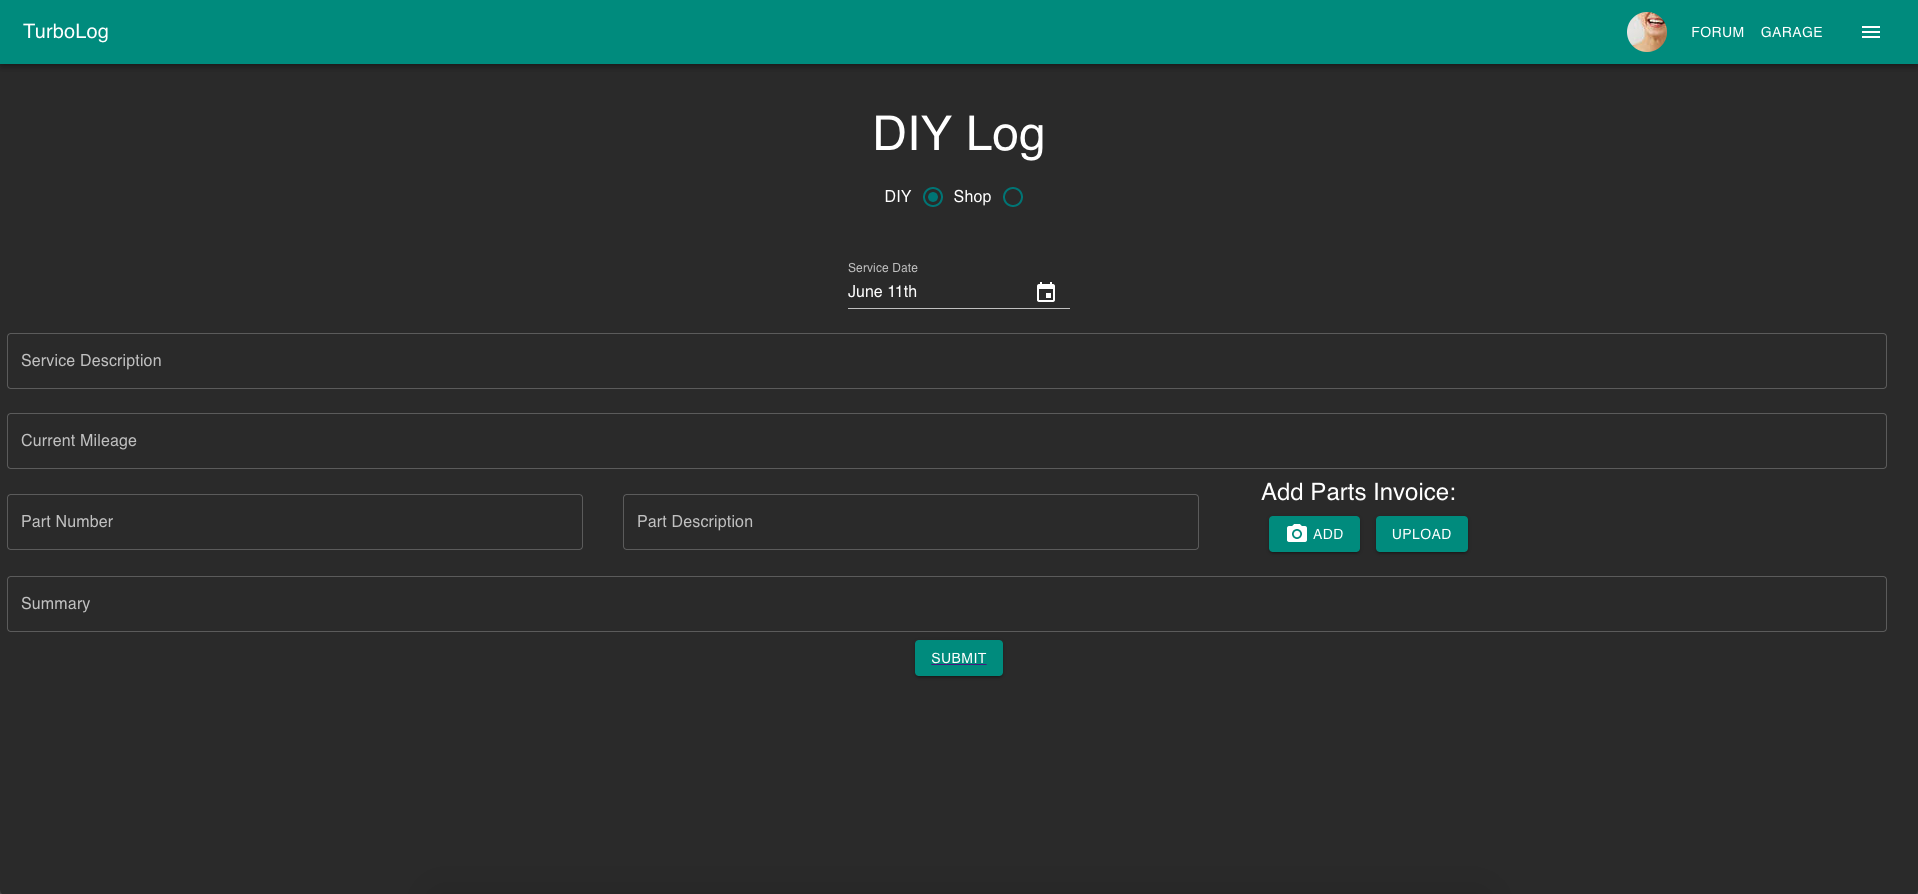 TurboLog
FORUM GARAGE
DIY Log
DIY Shop
Service Date
June 11th
Service Description
Current Mileage
Part Number
Part Description
Add Parts Invoice:
ADD
UPLOAD
Summary
SUBMIT